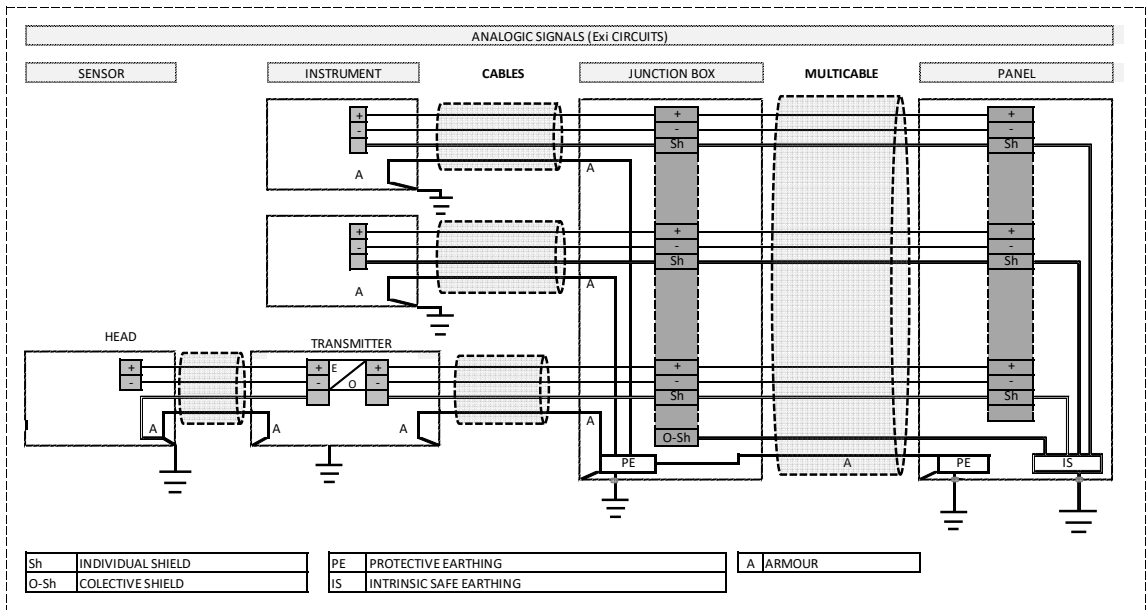 ANALOGIC SIGNALS (Exi CIRCUITS)
SENSOR INSTRUMENT CABLES JUNCTION BOX MULTICABLE PANEL
+ + +
- - -
Sh Sh
A A
+ + +
- - -
Sh Sh
A A
HEAD TRANSMITTER
+ + E + + +
- - O - - -
Sh Sh
A A A A
O-Sh
PE A PE IS
Sh INDIVIDUAL SHIELD PE PROTECTIVE EARTHING A ARMOUR
O-Sh COLECTIVE SHIELD IS INTRINSIC SAFE EARTHING